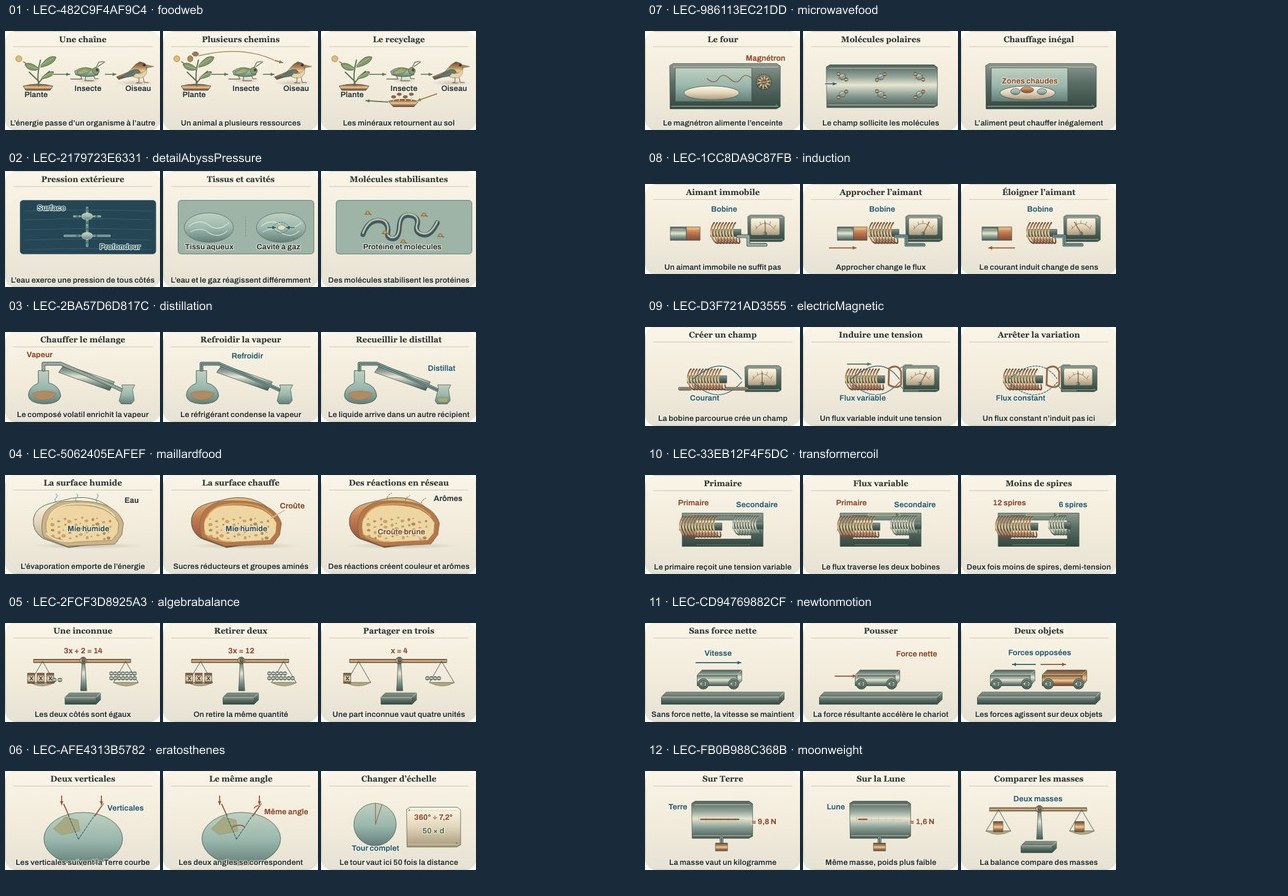 01 · LEC-482C9F4AF9C4 · foodweb
Une chaîne
Plante
Insecte
Oiseau
L'énergie passe d'un organisme à l'autre
Plusieurs chemins
Plante
Insecte
Oiseau
Un animal a plusieurs ressources
Le recyclage
Plante
Insecte
Oiseau
Les minéraux retournent au sol
02 · LEC-2179723E6331 · detailAbyssPressure
Pression extérieure
Surface
Profondeur
L'eau exerce une pression de tous côtés
Tissus et cavités
Tissu aqueux
Cavité à gaz
L'eau et le gaz réagissent différemment
Molécules stabilisantes
Protéine et molécules
Des molécules stabilisent les protéines
03 · LEC-2BA57D6D817C · distillation
Chauffer le mélange
Vapeur
Le composé volatil enrichit la vapeur
Refroidir la vapeur
Refroidir
Le réfrigérant condense la vapeur
Recueillir le distillat
Distillat
Le liquide arrive dans un autre récipient
04 · LEC-5062405EAFEF · maillardfood
La surface humide
Eau
Mie humide
L'évaporation emporte de l'énergie
La surface chauffe
Croûte
Mie humide
Sucres réducteurs et groupes aminés
Des réactions en réseau
Arômes
Croûte brune
Des réactions créent couleur et arômes
05 · LEC-2FCF3D8925A3 · algebrabalance
Une inconnue
3x + 2 = 14
x x x
Les deux côtés sont égaux
Retirer deux
3x = 12
x x x
On retire la même quantité
Partager en trois
x = 4
x
Une part inconnue vaut quatre unités
06 · LEC-AFE4313B5782 · eratosthenes
Deux verticales
Verticales
Les verticales suivent la Terre courbe
Le même angle
Même angle
Les deux angles se correspondent
Changer d'échelle
360° ÷ 7,2°
50 × d
Tour complet
Le tour vaut ici 50 fois la distance
07 · LEC-986113EC21DD · microwavefood
Le four
Magnétron
Le magnétron alimente l'enceinte
Molécules polaires
Le champ sollicite les molécules
Chauffage inégal
Zones chaudes
L'aliment peut chauffer inégalement
08 · LEC-1CC8DA9C87FB · induction
Aimant immobile
Bobine
Un aimant immobile ne suffit pas
Approcher l'aimant
Bobine
Approcher change le flux
Éloigner l'aimant
Bobine
Le courant induit change de sens
09 · LEC-D3F721AD3555 · electricMagnetic
Créer un champ
Courant
La bobine parcourue crée un champ
Induire une tension
Flux variable
Un flux variable induit une tension
Arrêter la variation
Flux constant
Un flux constant n'induit pas ici
10 · LEC-33EB12F4F5DC · transformercoil
Primaire
Primaire
Secondaire
Le primaire reçoit une tension variable
Flux variable
Primaire
Secondaire
Le flux traverse les deux bobines
Moins de spires
12 spires
6 spires
Deux fois moins de spires, demi-tension
11 · LEC-CD94769882CF · newtonmotion
Sans force nette
Vitesse
Sans force nette, la vitesse se maintient
Pousser
Force nette
La force résultante accélère le chariot
Deux objets
Forces opposées
Les forces agissent sur deux objets
12 · LEC-FB0B988C368B · moonweight
Sur Terre
Terre
≈ 9,8 N
La masse vaut un kilogramme
Sur la Lune
Lune
≈ 1,6 N
Même masse, poids plus faible
Comparer les masses
Deux masses
La balance compare des masses